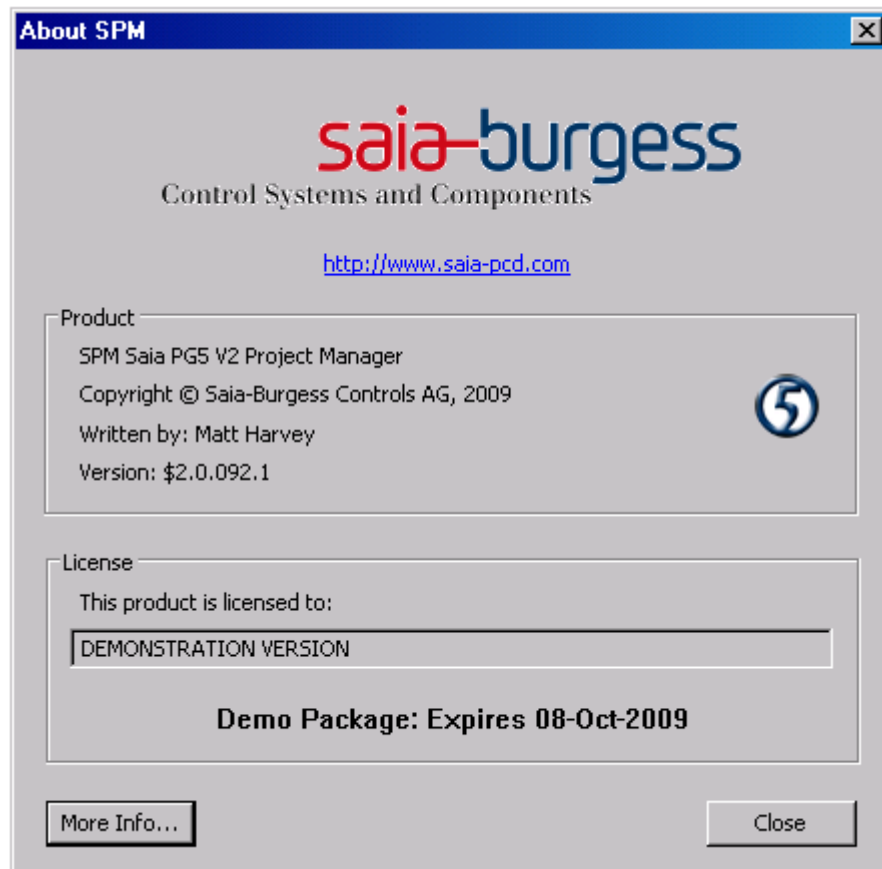 About SPM
saia-burgess
Control Systems and Components
http://www.saia-pcd.com
Product
SPM Saia PG5 V2 Project Manager
Copyright © Saia-Burgess Controls AG, 2009
Written by: Matt Harvey
Version: $2.0.092.1
5
License
This product is licensed to:
DEMONSTRATION VERSION
Demo Package: Expires 08-Oct-2009
More Info...
Close